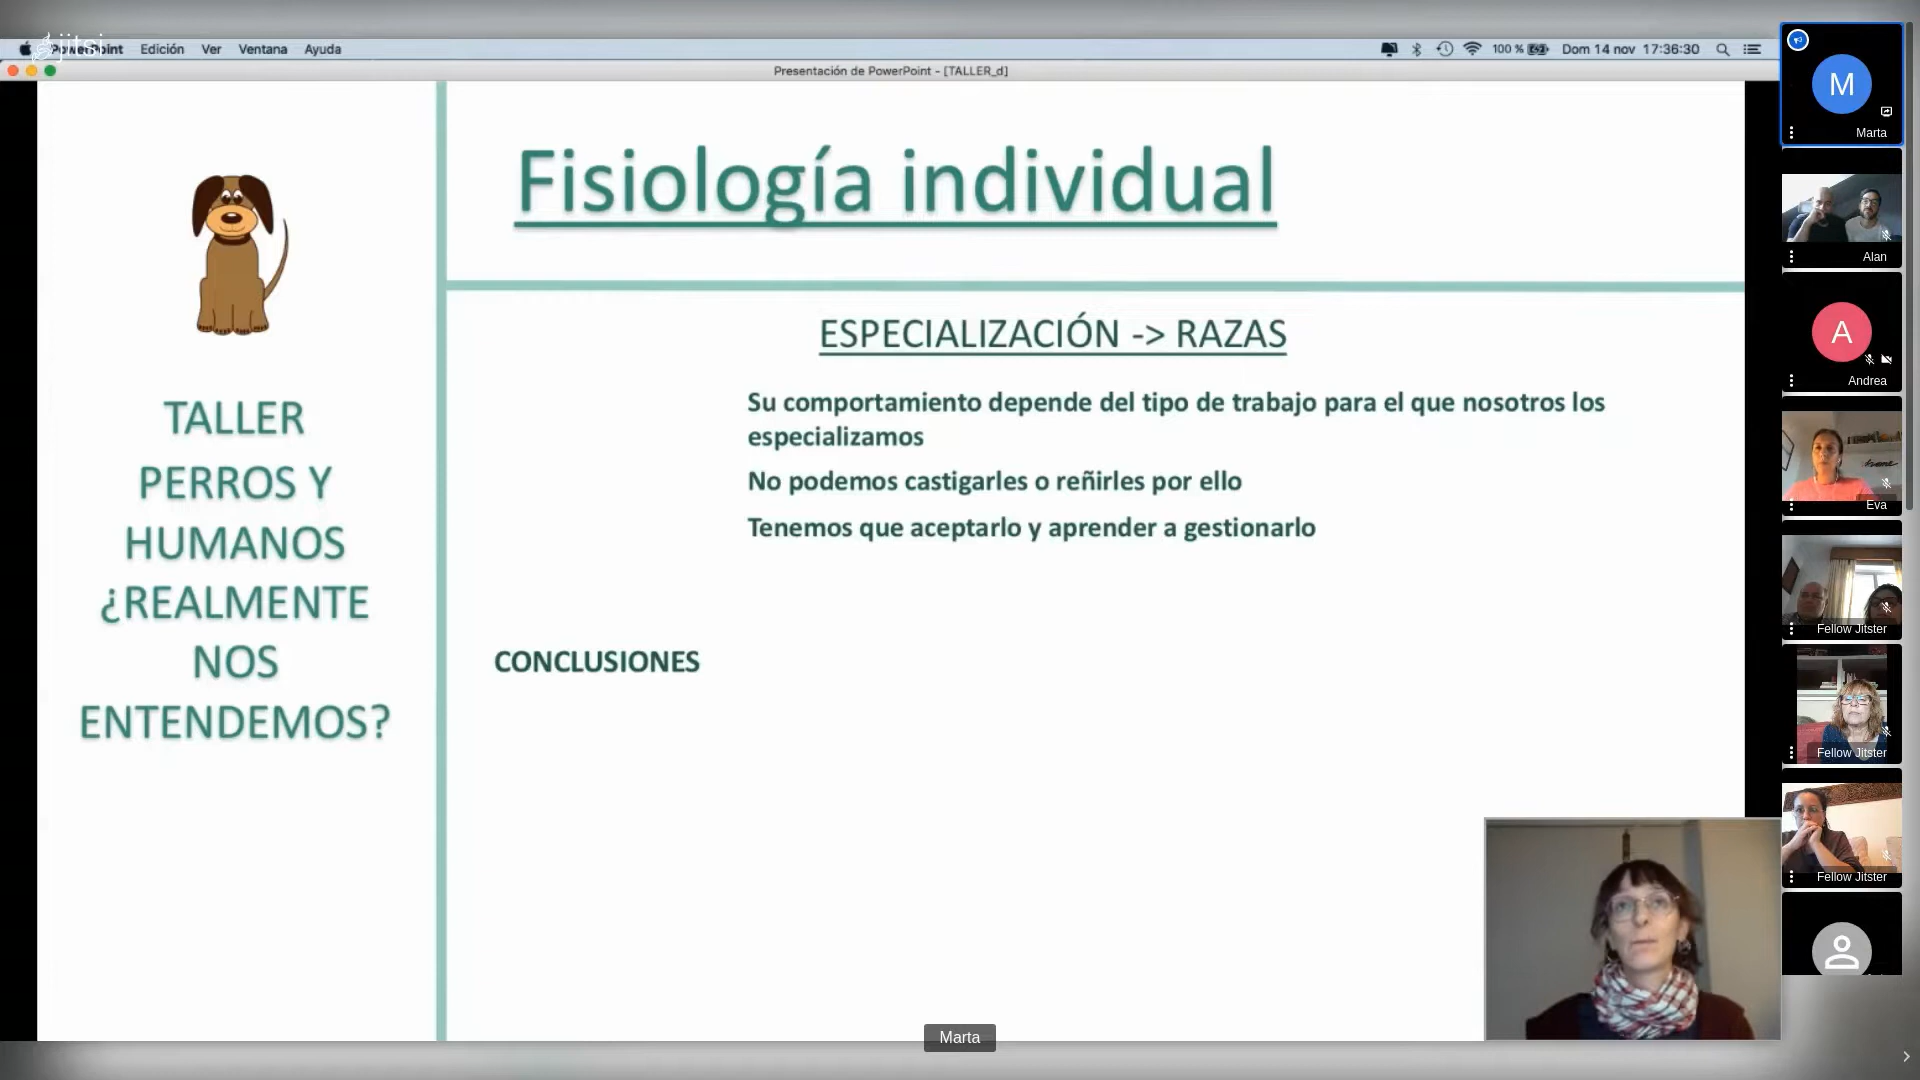 jitsi
PowerPoint Edición Ver Ventana Ayuda
100 % Dom 14 nov 17:36:30
Presentación de PowerPoint - [TALLER_d]
TALLER
PERROS Y
HUMANOS
¿REALMENTE
NOS
ENTENDEMOS?
Fisiología individual
ESPECIALIZACIÓN -> RAZAS
Su comportamiento depende del tipo de trabajo para el que nosotros los
especializamos
No podemos castigarles o reñirles por ello
Tenemos que aceptarlo y aprender a gestionarlo
CONCLUSIONES
Marta
M
Marta
Alan
A
Andrea
Eva
Fellow Jitster
Fellow Jitster
Fellow Jitster